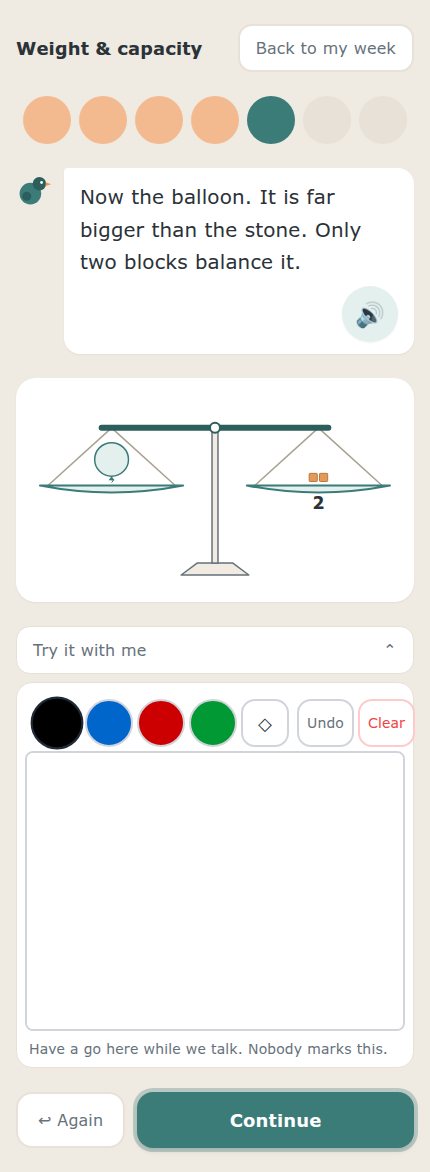 Weight & capacity
Back to my week
Now the balloon. It is far
bigger than the stone. Only
two blocks balance it.
2
Try it with me
Undo
Clear
Have a go here while we talk. Nobody marks this.
↩ Again
Continue